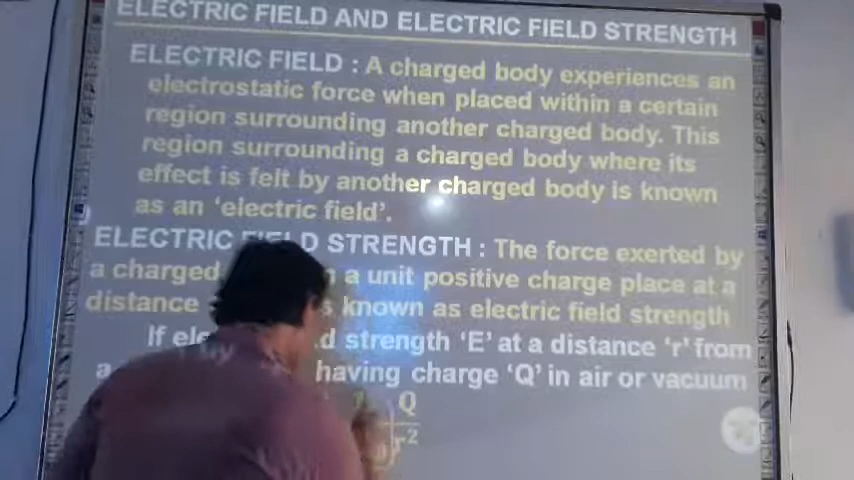 ELECTRIC FIELD AND ELECTRIC FIELD STRENGTH
ELECTRIC FIELD : A charged body experiences an
electrostatic force when placed within a certain
region surrounding another charged body. This
region surrounding a charged body where its
effect is felt by another charged body is known
as an 'electric field'.
ELECTRIC D STRENGTH : The force exerted by
a charged a unit positive charge place at a
distance s known as electric field strength.
If ele d strength 'E' at a distance 'r' from
a having charge 'Q' in air or vacuum
Q
r²